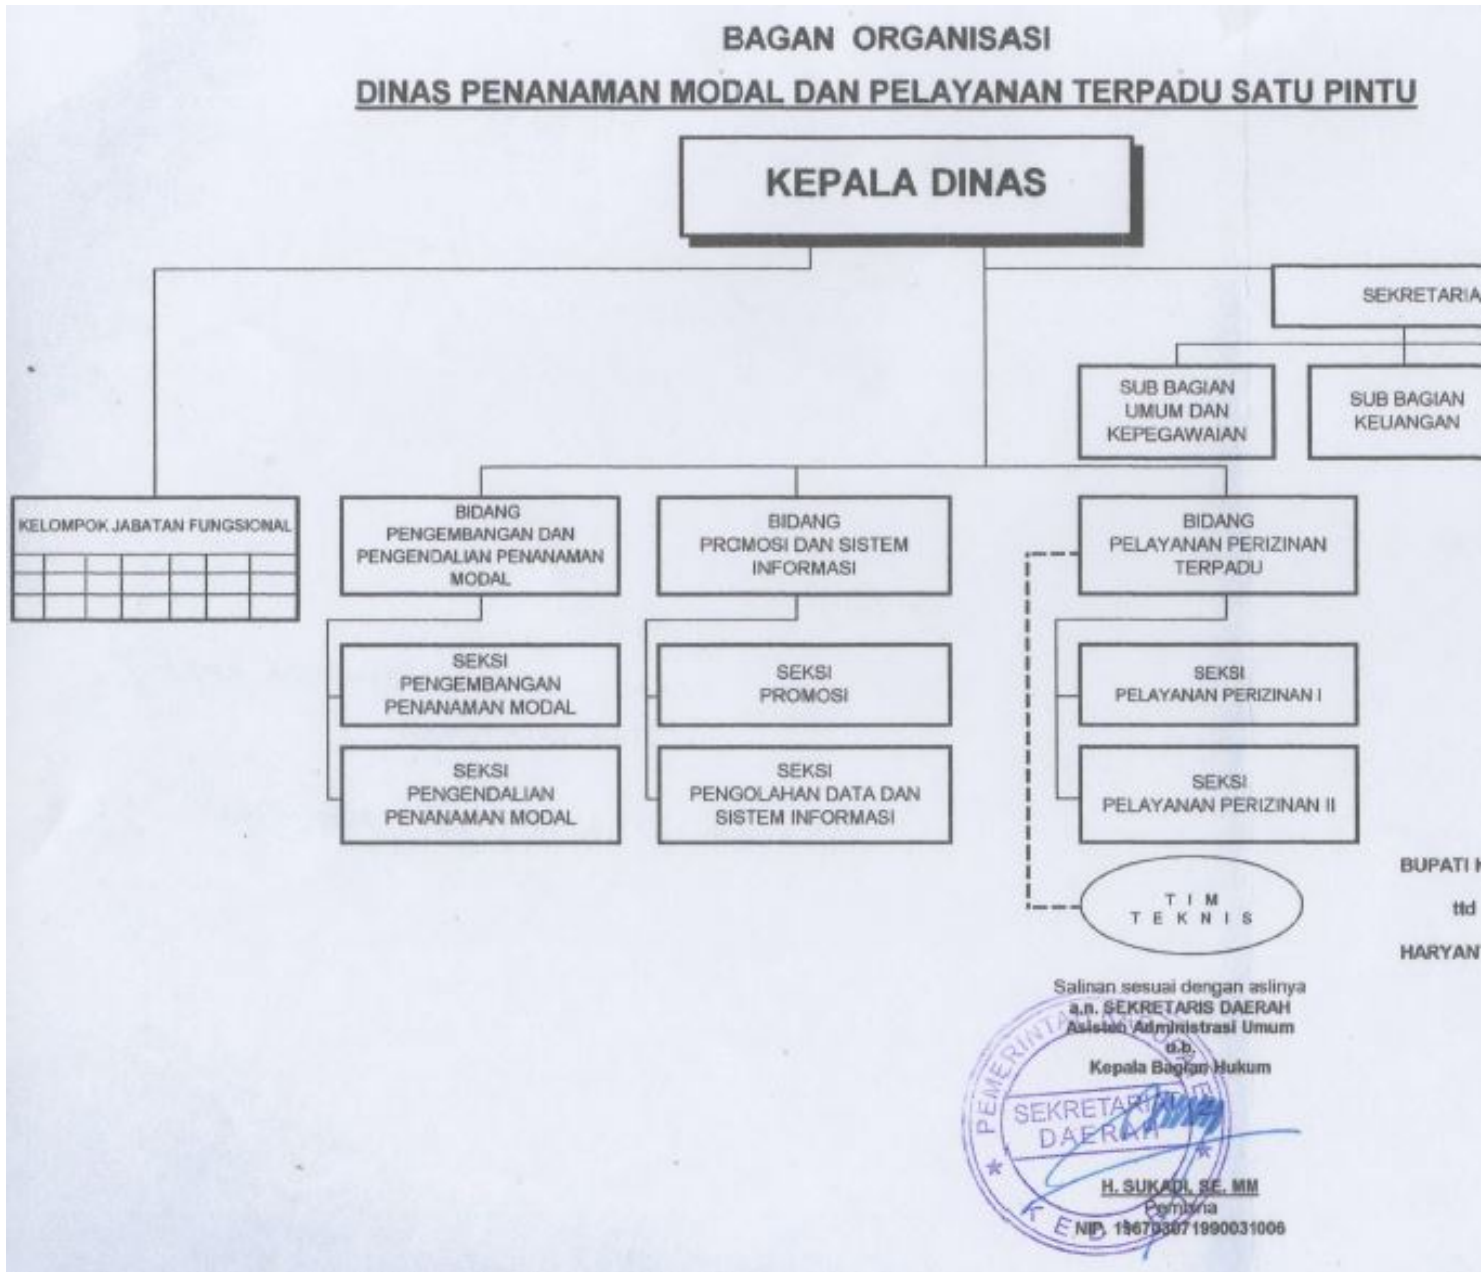 BAGAN ORGANISASI
DINAS PENANAMAN MODAL DAN PELAYANAN TERPADU SATU PINTU
KEPALA DINAS
SEKRETARIA
SUB BAGIAN
UMUM DAN
KEPEGAWAIAN
SUB BAGIAN
KEUANGAN
KELOMPOK JABATAN FUNGSIONAL
BIDANG
PENGEMBANGAN DAN
PENGENDALIAN PENANAMAN
MODAL
BIDANG
PROMOSI DAN SISTEM
INFORMASI
BIDANG
PELAYANAN PERIZINAN
TERPADU
SEKSI
PENGEMBANGAN
PENANAMAN MODAL
SEKSI
PROMOSI
SEKSI
PELAYANAN PERIZINAN I
SEKSI
PENGENDALIAN
PENANAMAN MODAL
SEKSI
PENGOLAHAN DATA DAN
SISTEM INFORMASI
SEKSI
PELAYANAN PERIZINAN II
TIM
TEKNIS
BUPATI
ttd
HARYAN
Salinan sesuai dengan aslinya
a.n. SEKRETARIS DAERAH
Asisten Administrasi Umum
u.b.
Kepala Bagian Hukum
SEKRETARIAT
DAERAH
H. SUKADI, SE. MM
Pembina
NIP. 196703071990031006